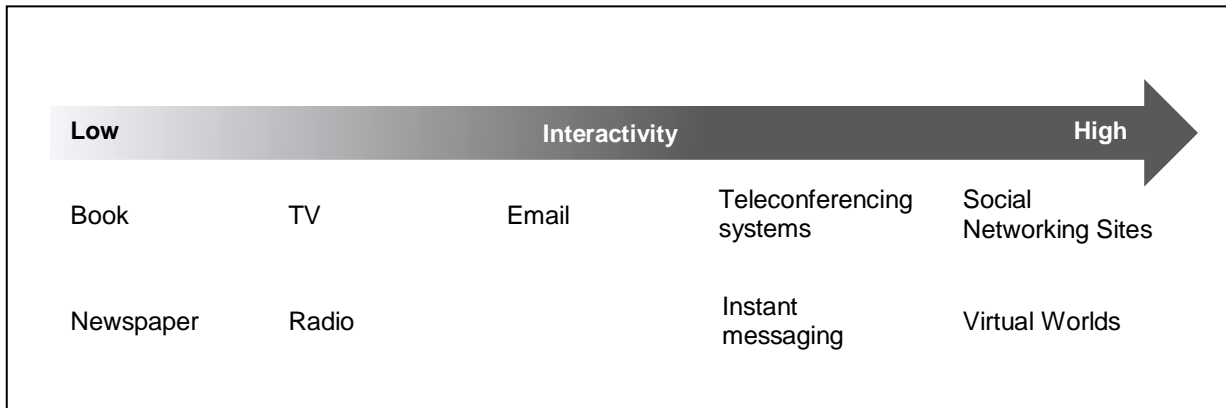 Low Interactivity High
Book TV Email Teleconferencing systems Social Networking Sites
Newspaper Radio Instant messaging Virtual Worlds